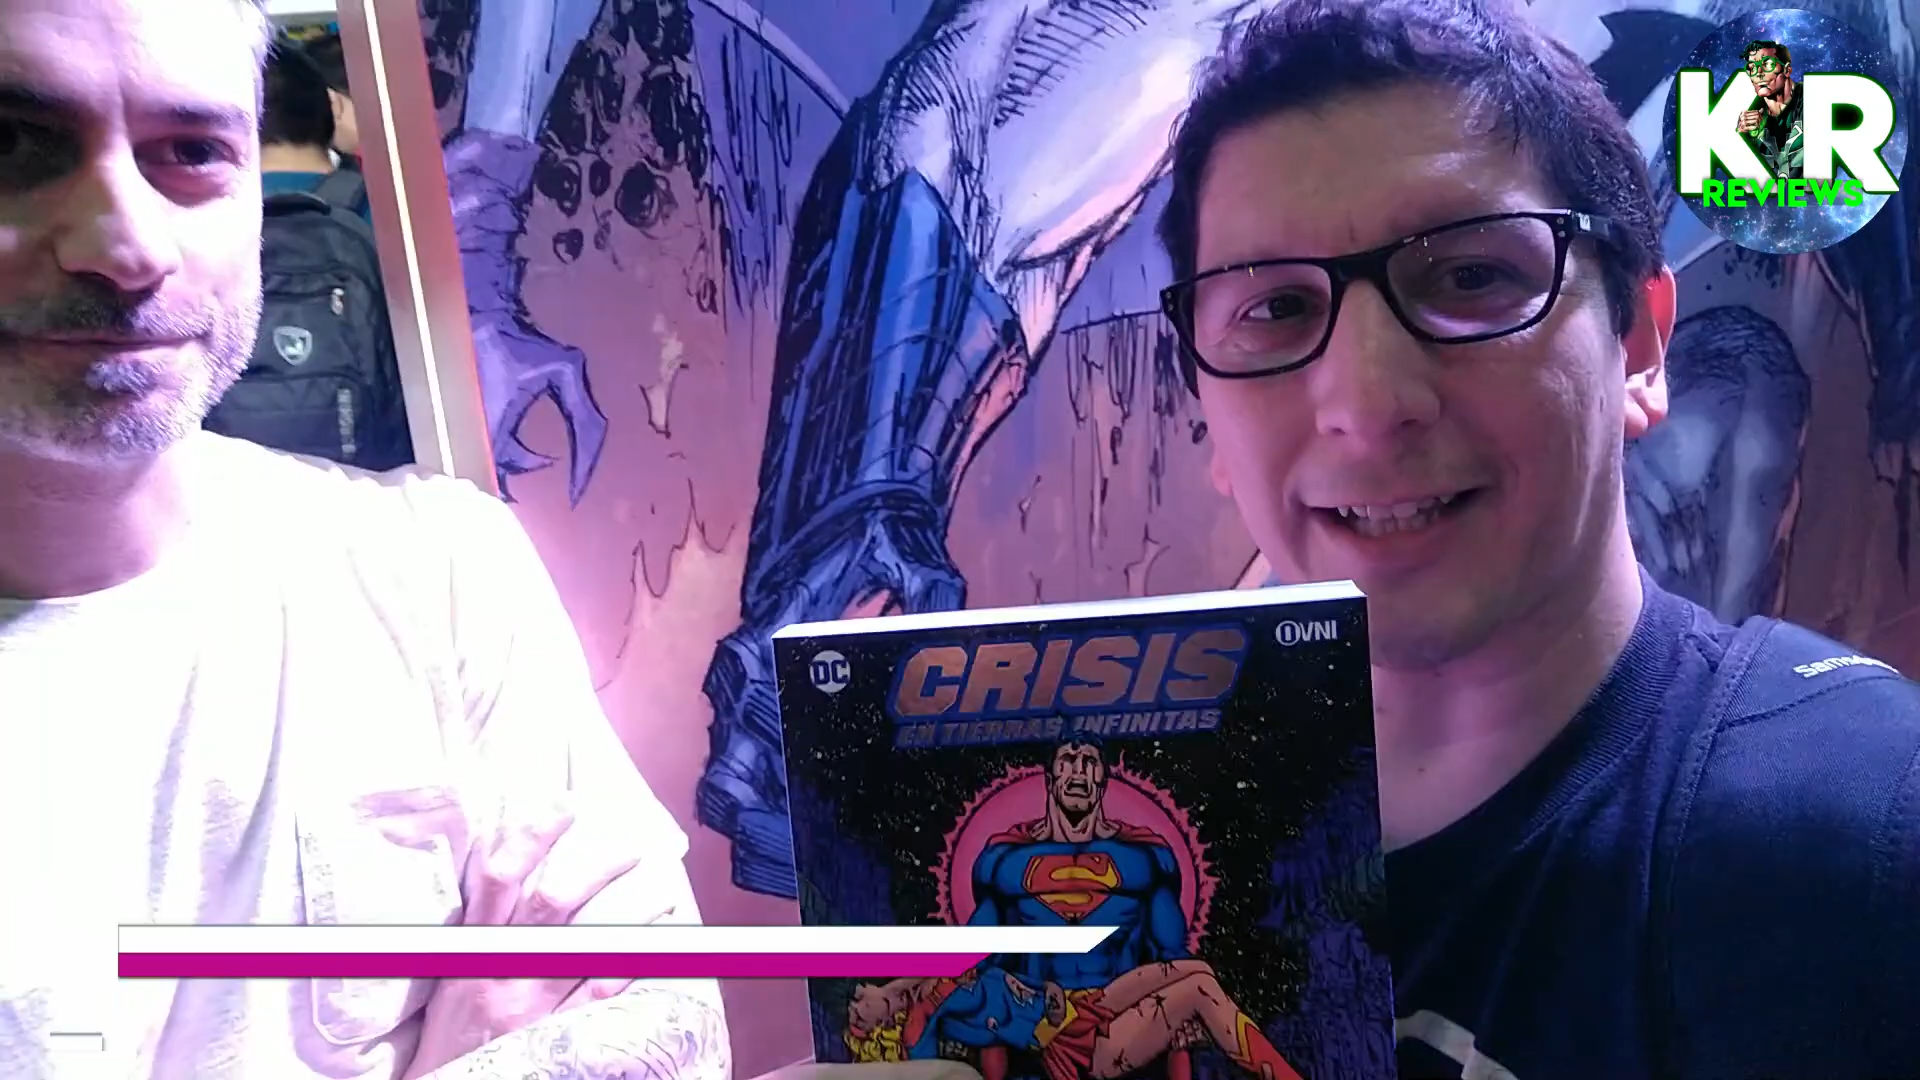 KR
REVIEWS
DC
OVNI
CRISIS
EN TIERRAS INFINITAS